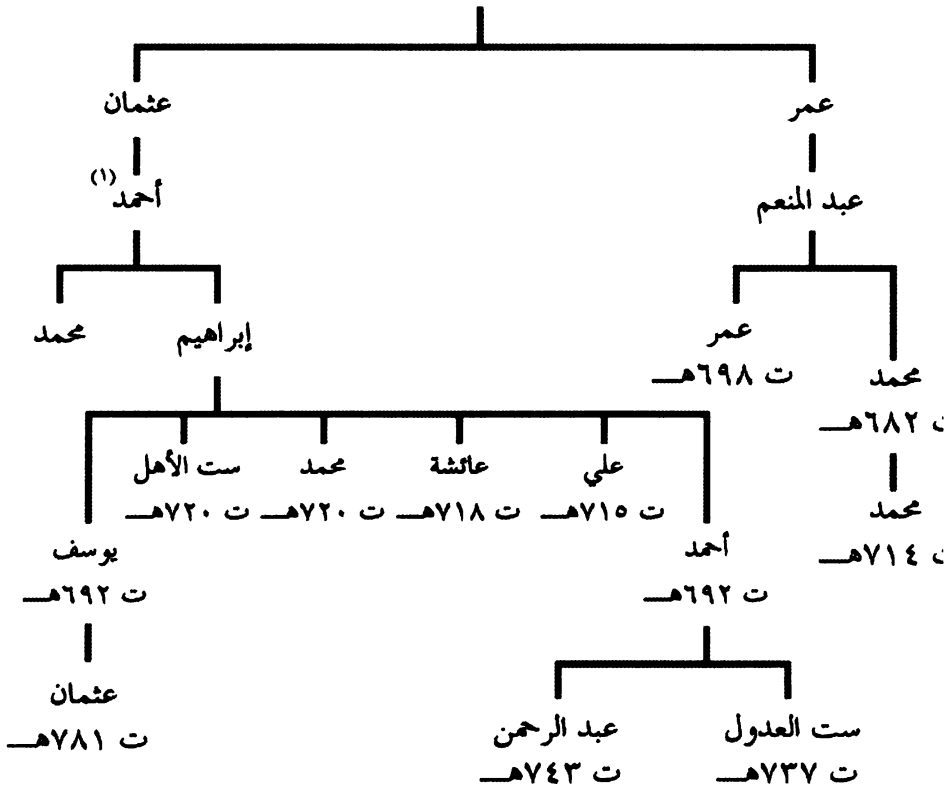 عمر
عثمان
عبد المنعم
أحمد (١)
عمر
ت ٦٩٨هـ
محمد
ت ٦٨٢هـ
إبراهيم
محمد
محمد
ت ٧١٤هـ
علي
ت ٧١٥هـ
عائشة
ت ٧١٨هـ
محمد
ت ٧٢٠هـ
ست الأهل
ت ٧٢٠هـ
أحمد
ت ٦٩٢هـ
يوسف
ت ٦٩٢هـ
ست العدول
ت ٧٣٧هـ
عبد الرحمن
ت ٧٤٣هـ
عثمان
ت ٧٨١هـ